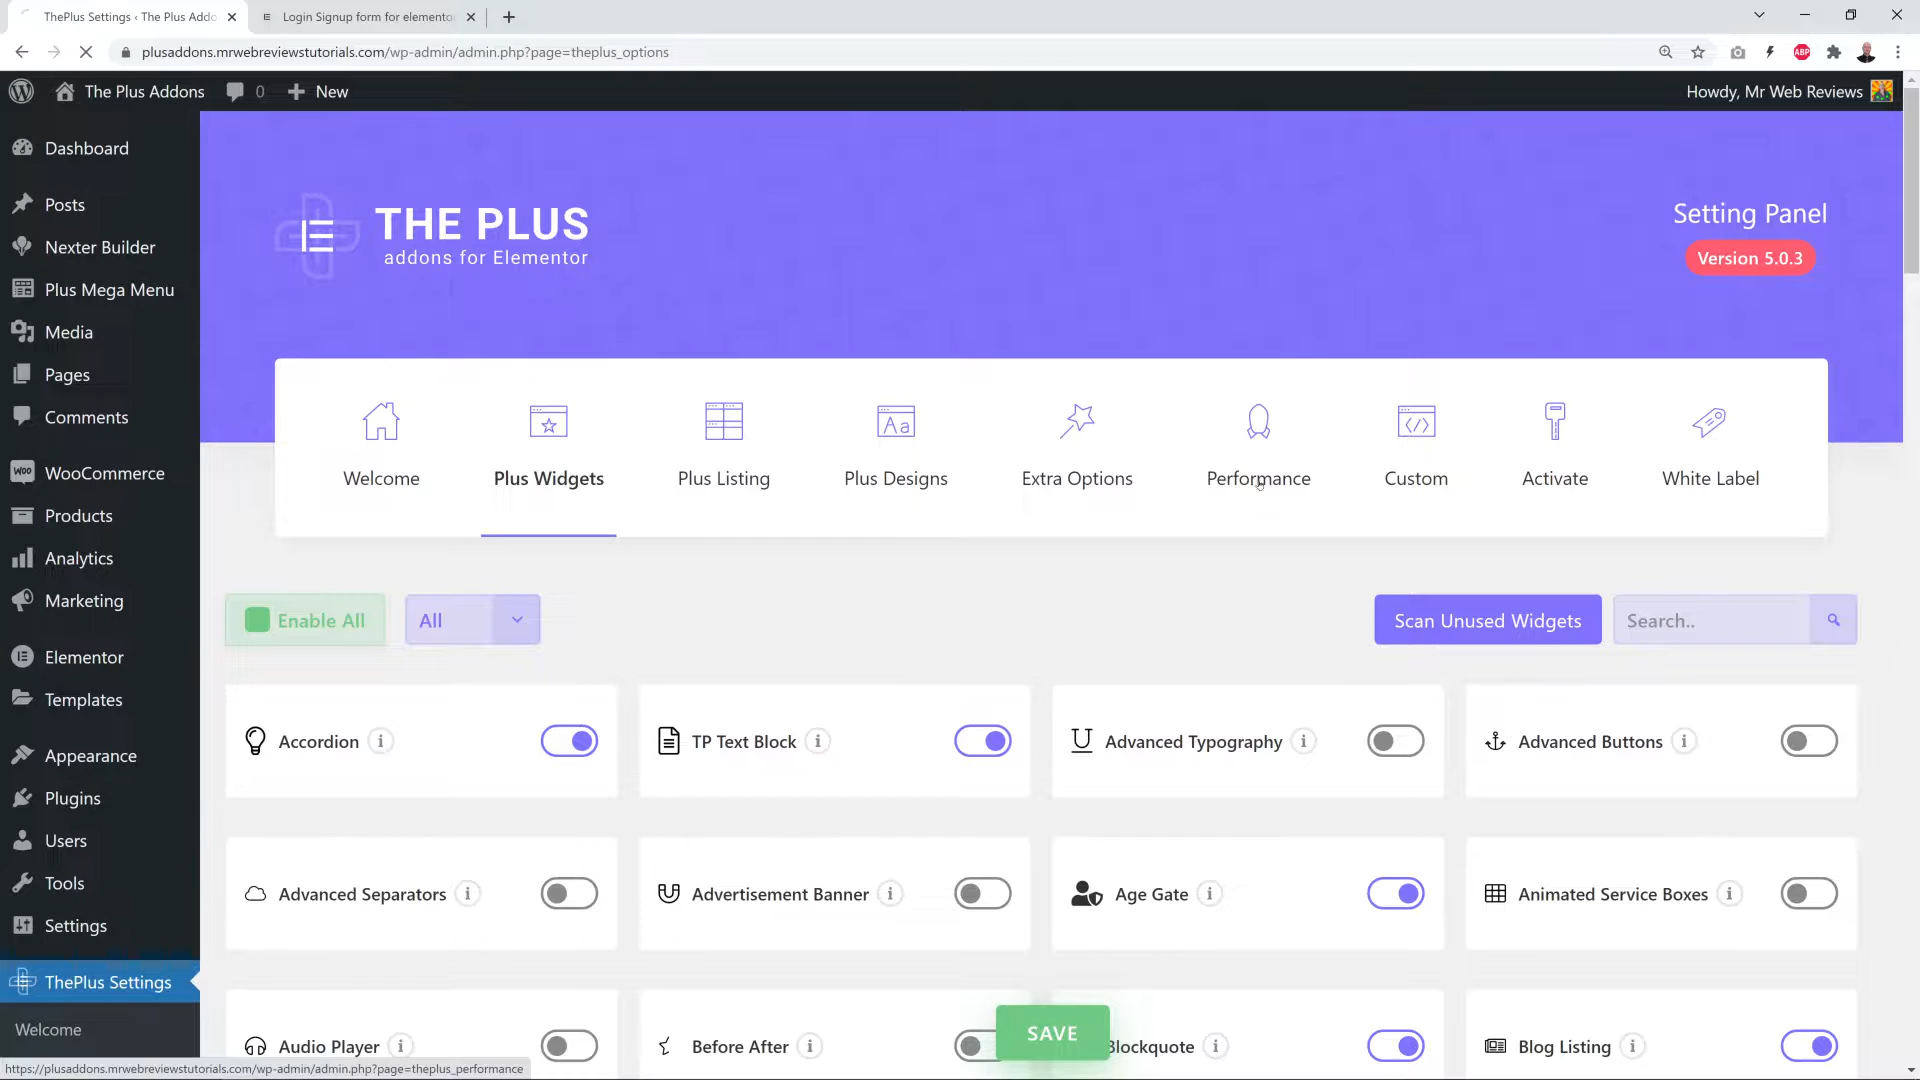 ThePlus Settings ‹ The Plus Addo
Login Signup form for elemento
plusaddons.mrwebreviewstutorials.com/wp-admin/admin.php?page=theplus_options
ABP
The Plus Addons
0
New
Howdy, Mr Web Reviews
Dashboard
Posts
Nexter Builder
Plus Mega Menu
Media
Pages
Comments
WooCommerce
Products
Analytics
Marketing
Elementor
Templates
Appearance
Plugins
Users
Tools
Settings
ThePlus Settings
Welcome
THE PLUS
addons for Elementor
Setting Panel
Version 5.0.3
Welcome
Plus Widgets
Plus Listing
Plus Designs
Extra Options
Performance
Custom
Activate
White Label
Enable All
All
Scan Unused Widgets
Search..
Accordion
TP Text Block
Advanced Typography
Advanced Buttons
Advanced Separators
Advertisement Banner
Age Gate
Animated Service Boxes
Audio Player
Before After
SAVE
lockquote
Blog Listing
https://plusaddons.mrwebreviewstutorials.com/wp-admin/admin.php?page=theplus_performance